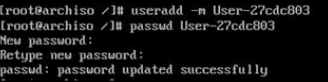 [root@archiso /]# useradd -m User-27cdc803
[root@archiso /]# passwd User-27cdc803
New password:
Retype new password:
passwd: password updated successfully